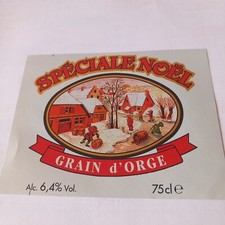 SPÉCIALE NOËL
GRAIN d'ORGE
Alc. 6,4% Vol.
75cl e